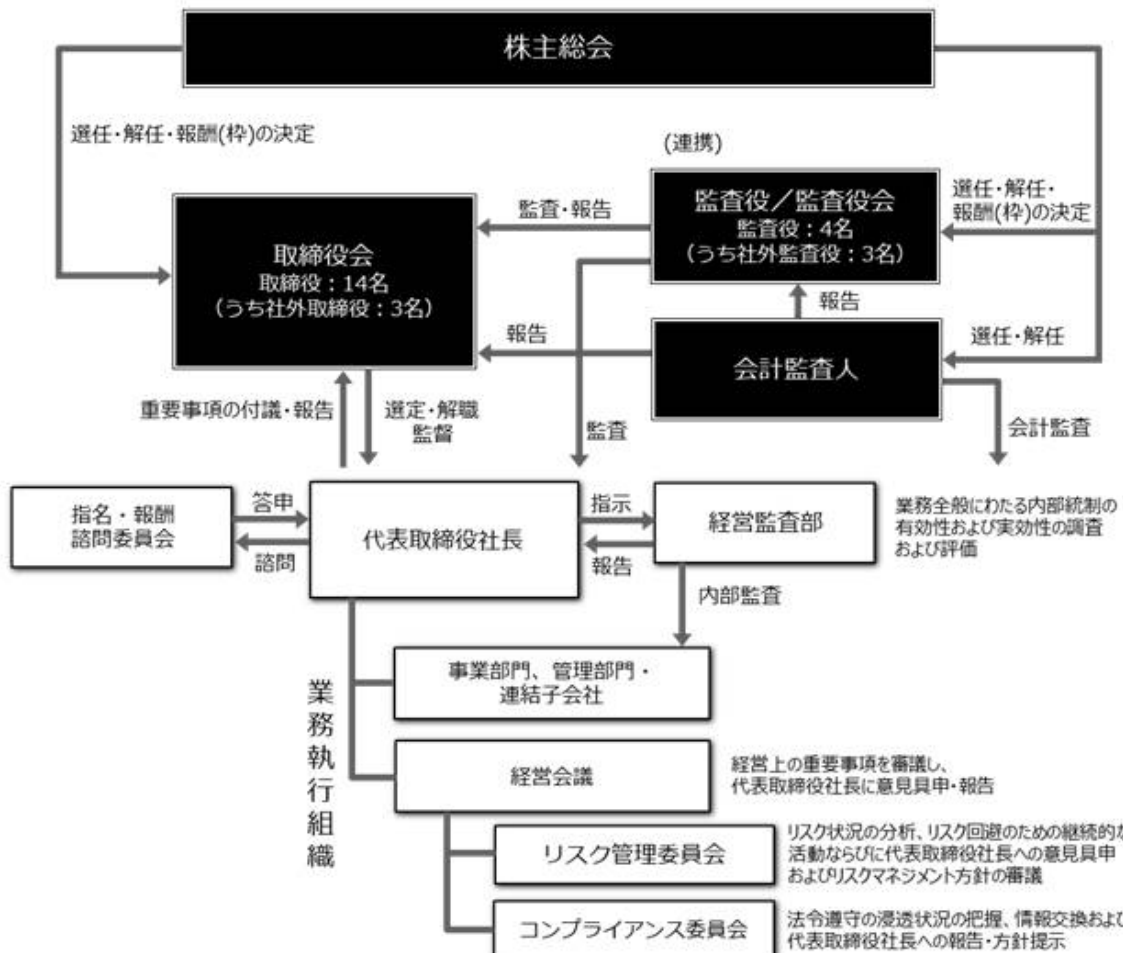 株主総会
選任・解任・報酬(枠)の決定
(連携)
監査役／監査役会
監査役：4名
（うち社外監査役：3名）
選任・解任・
報酬(枠)の決定
監査・報告
取締役会
取締役：14名
（うち社外取締役：3名）
報告
報告
会計監査人
選任・解任
重要事項の付議・報告
選定・解職
監督
監査
会計監査
指名・報酬
諮問委員会
答申
諮問
代表取締役社長
指示
報告
経営監査部
業務全般にわたる内部統制の
有効性および実効性の調査
および評価
内部監査
業務執行組織
事業部門、管理部門・
連結子会社
経営会議
経営上の重要事項を審議し、
代表取締役社長に意見具申・報告
リスク管理委員会
リスク状況の分析、リスク回避のための継続的な
活動ならびに代表取締役社長への意見具申
およびリスクマネジメント方針の審議
コンプライアンス委員会
法令遵守の浸透状況の把握、情報交換および
代表取締役社長への報告・方針提示